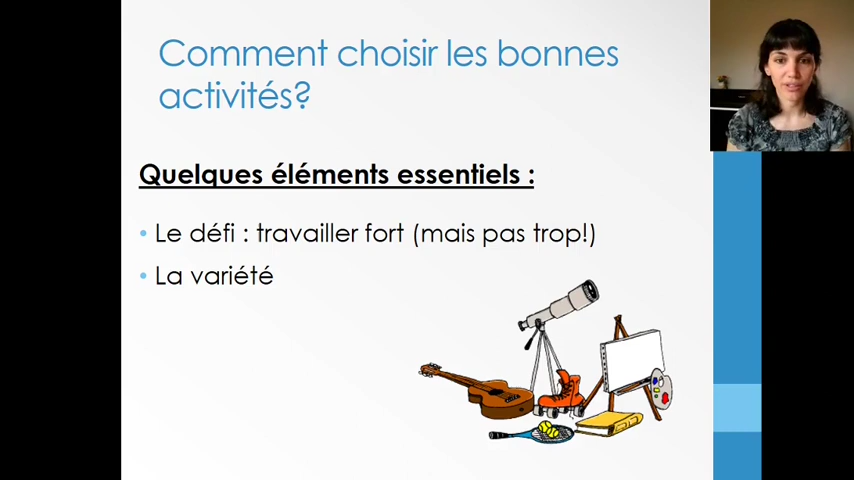 Comment choisir les bonnes
activités?
Quelques éléments essentiels :
• Le défi : travailler fort (mais pas trop!)
• La variété